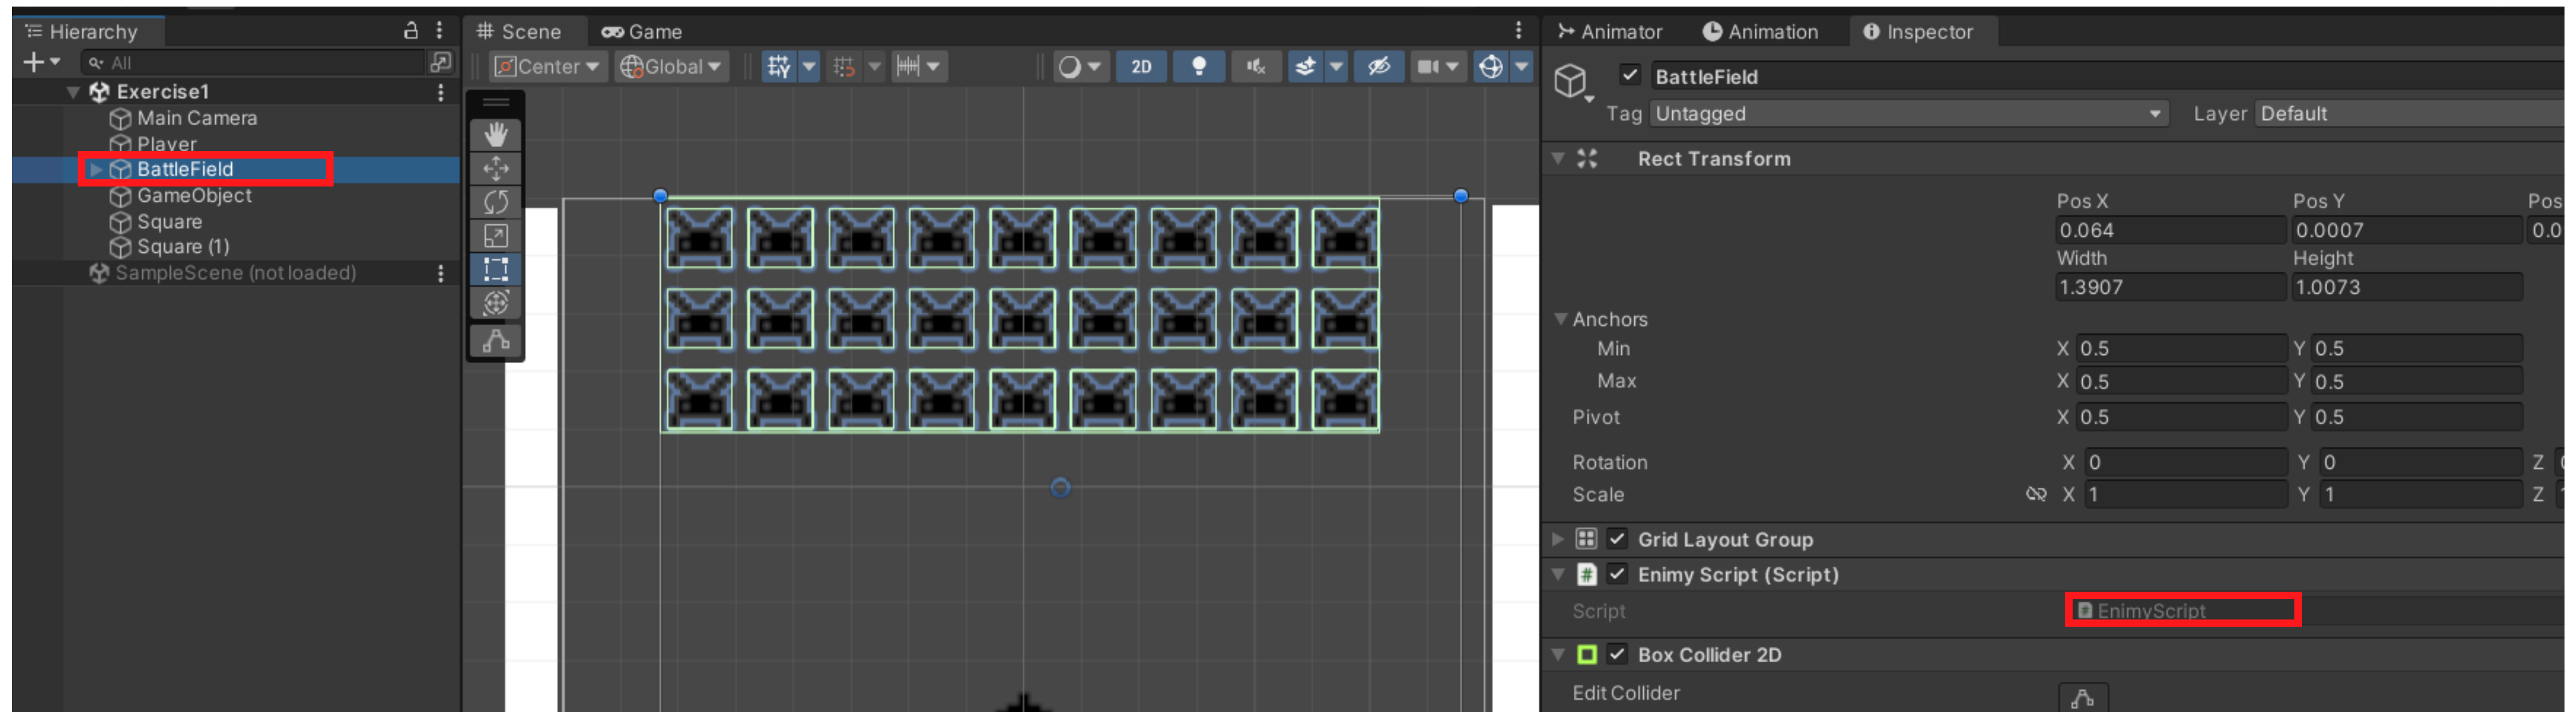 Hierarchy
All
Exercise1
Main Camera
Player
BattleField
GameObject
Square
Square (1)
SampleScene (not loaded)
Scene
Game
Center
Global
2D
Animator
Animation
Inspector
BattleField
Tag Untagged Layer Default
Rect Transform
Pos X Pos Y Pos
0.064 0.0007 0.0
Width Height
1.3907 1.0073
Anchors
Min X 0.5 Y 0.5
Max X 0.5 Y 0.5
Pivot X 0.5 Y 0.5
Rotation X 0 Y 0 Z
Scale X 1 Y 1 Z
Grid Layout Group
# Enimy Script (Script)
Script EnimyScript
Box Collider 2D
Edit Collider